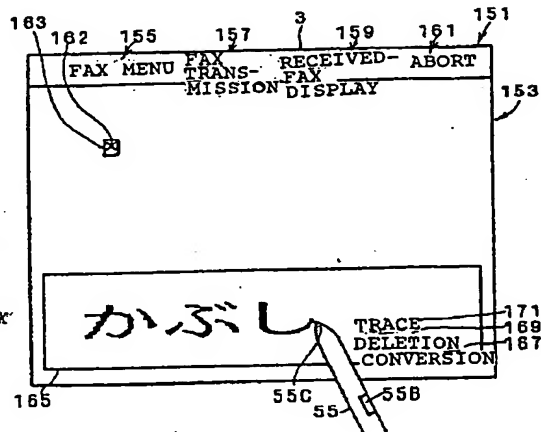 163
162 155 157 3 159 161 151
FAX MENU FAX TRANS- MISSION RECEIVED- FAX DISPLAY ABORT
153
かぶし
TRACE 171
DELETION 169
CONVERSION 167
165 55C 55 55B